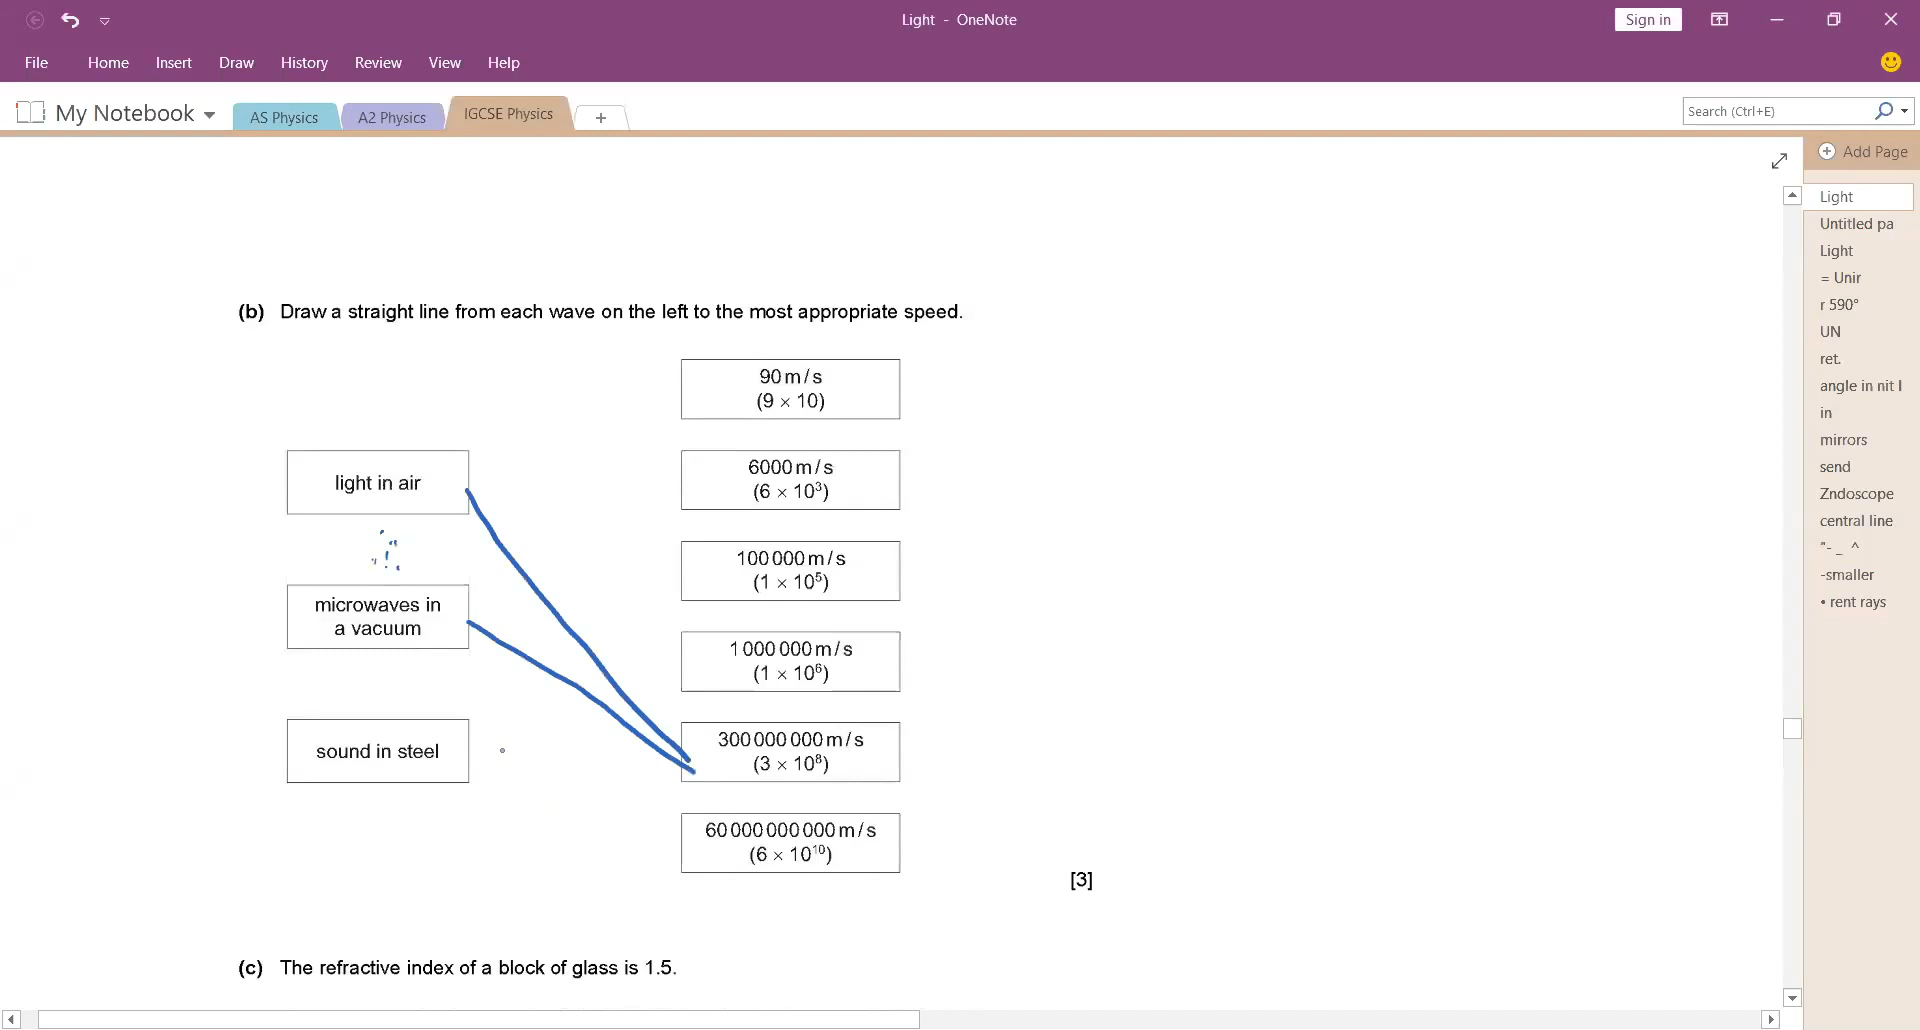 Light - OneNote
Sign in
File Home Insert Draw History Review View Help
My Notebook
AS Physics
A2 Physics
IGCSE Physics
+
Search (Ctrl+E)
Add Page
Light
Untitled pa
Light
= Unir
r 590°
UN
ret.
angle in nit I
in
mirrors
send
Zndoscope
central line
"- _ ^
-smaller
• rent rays
(b) Draw a straight line from each wave on the left to the most appropriate speed.
light in air
microwaves in
a vacuum
sound in steel
90 m / s
(9 × 10)
6000 m / s
(6 × 10³)
100 000 m / s
(1 × 10⁵)
1 000 000 m / s
(1 × 10⁶)
300 000 000 m / s
(3 × 10⁸)
60 000 000 000 m / s
(6 × 10¹⁰)
[3]
(c) The refractive index of a block of glass is 1.5.